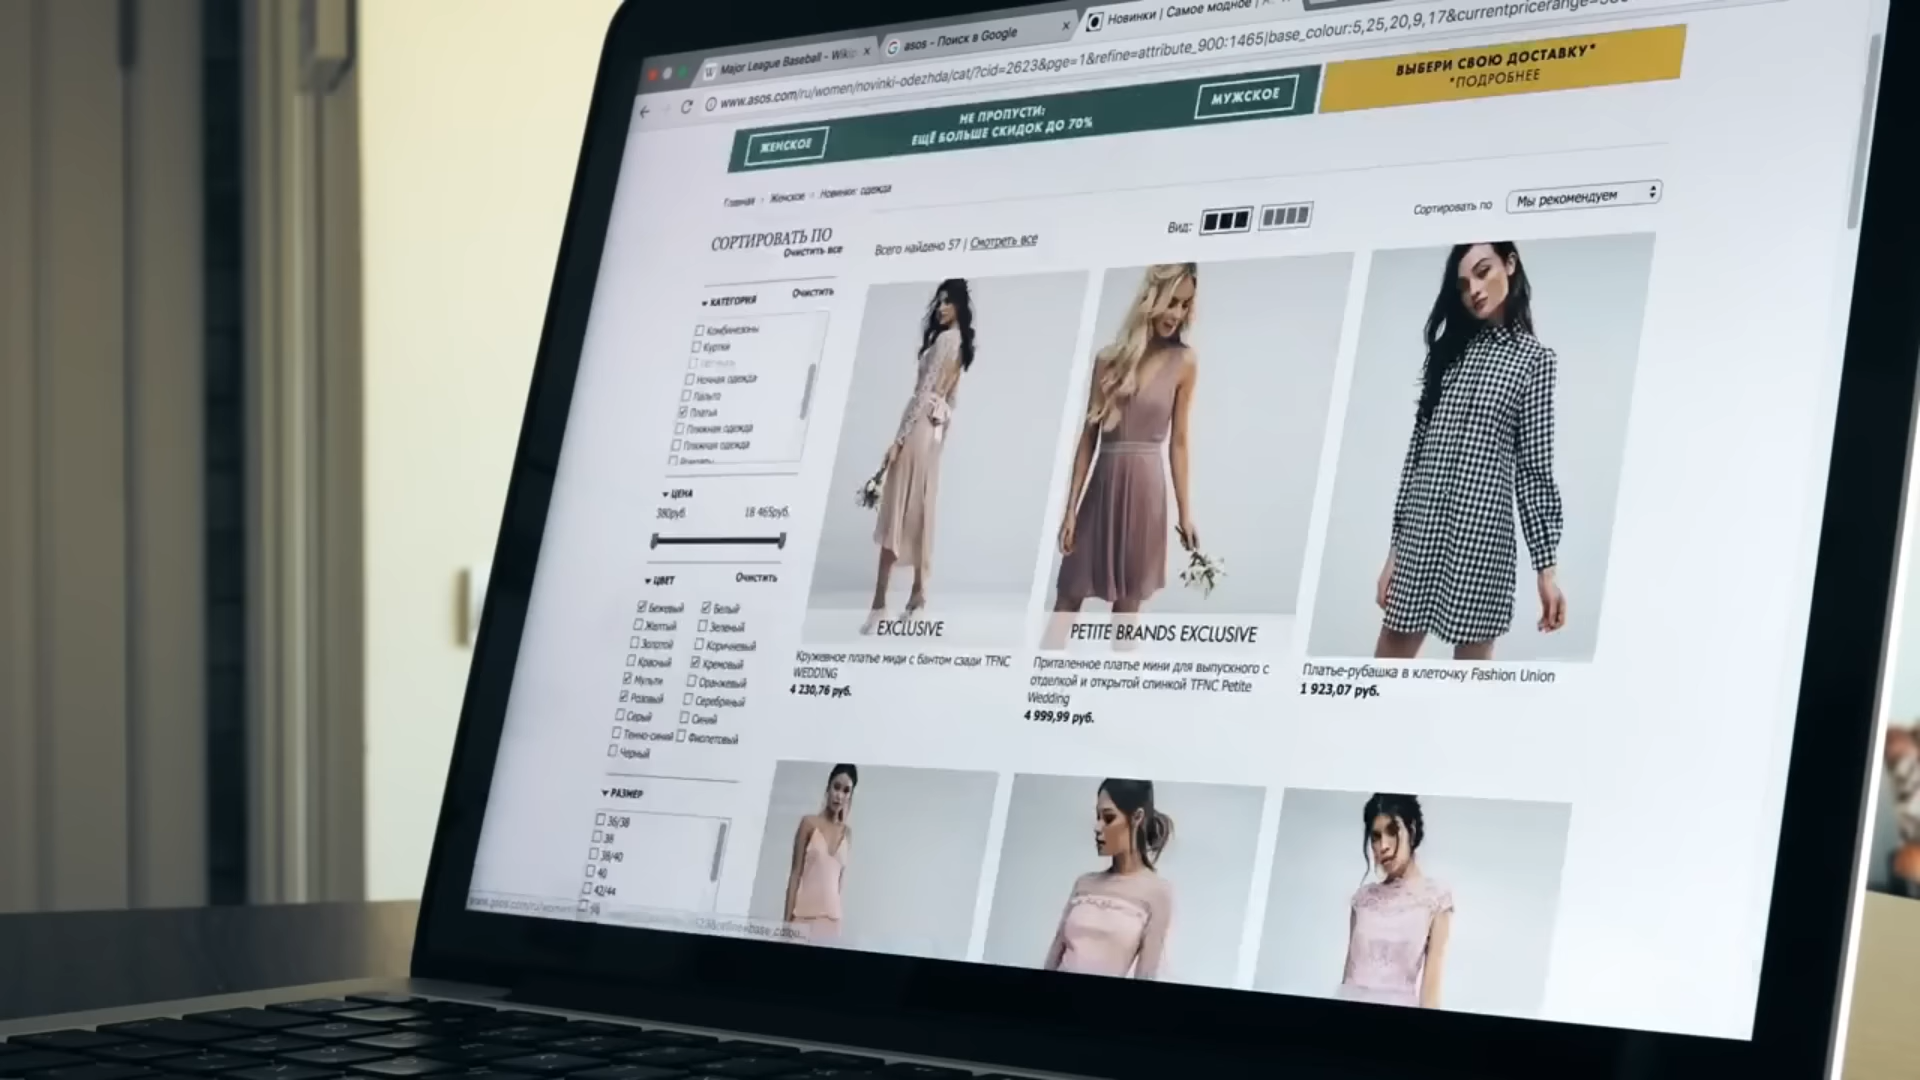 Major League Baseball - Wiki
asos - Поиск в Google
Новинки | Самое модное
www.asos.com/ru/women/novinki-odezhda/cat/?cid=2623&pge=1&refine=attribute_900:1465|base_colour:5,25,20,9,17&currentpricerange=
ЖЕНСКОЕ
НЕ ПРОПУСТИ:
ЕЩЁ БОЛЬШЕ СКИДОК ДО 70%
МУЖСКОЕ
ВЫБЕРИ СВОЮ ДОСТАВКУ*
*ПОДРОБНЕЕ
Главная › Женское › Новинки: одежда
СОРТИРОВАТЬ ПО
Очистить все
Всего найдено 57 | Смотреть все
Вид:
Сортировать по
Мы рекомендуем
КАТЕГОРИЯ
Очистить
Комбинезоны
Куртки
Ночная одежда
Пальто
Платья
Пляжная одежда
Пляжная одежда
ЦЕНА
380руб.
18 465руб.
ЦВЕТ
Очистить
Бежевый Белый
Желтый Зеленый
Золотой Коричневый
Красный Кремовый
Мульти Оранжевый
Розовый Серебряный
Серый Синий
Темно-синий Фиолетовый
Черный
РАЗМЕР
36/38
38
38/40
40
42/44
EXCLUSIVE
Кружевное платье миди с бантом сзади TFNC
WEDDING
4 230,76 руб.
PETITE BRANDS EXCLUSIVE
Приталенное платье мини для выпускного с
отделкой и открытой спинкой TFNC Petite
Wedding
4 999,99 руб.
Платье-рубашка в клеточку Fashion Union
1 923,07 руб.